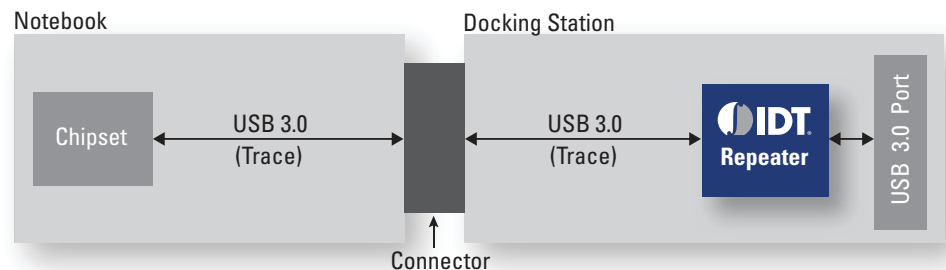 Notebook
Docking Station
Chipset
USB 3.0
(Trace)
USB 3.0
(Trace)
IDT.
Repeater
USB 3.0 Port
Connector